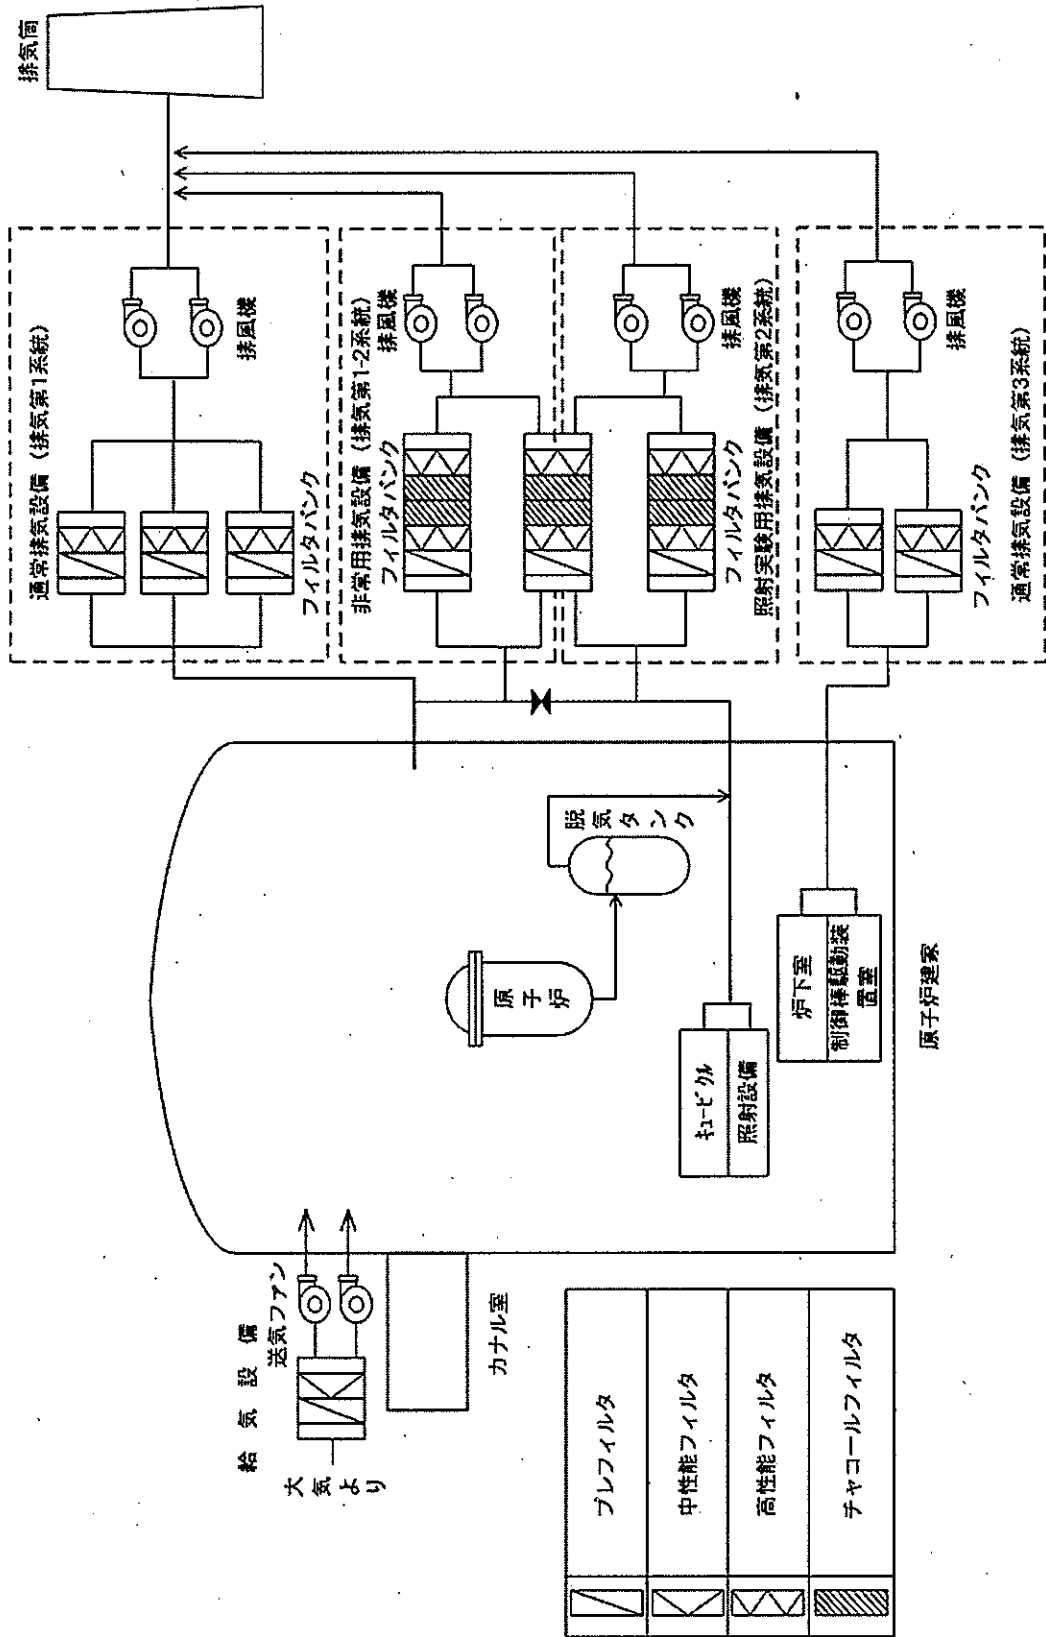 排気筒
通常排気設備（排気第1系統）
排風機
フィルタバンク
非常用排気設備（排気第1-2系統）
排風機
フィルタバンク
排風機
フィルタバンク
照射実験用排気設備（排気第2系統）
排風機
フィルタバンク
通常排気設備（排気第3系統）
給気設備
送気ファン
大気より
カナル室
原子炉
脱気タンク
キュービクル
照射設備
炉下室
制御棒駆動装
置室
原子炉建家
プレフィルタ
中性能フィルタ
高性能フィルタ
チャコールフィルタ